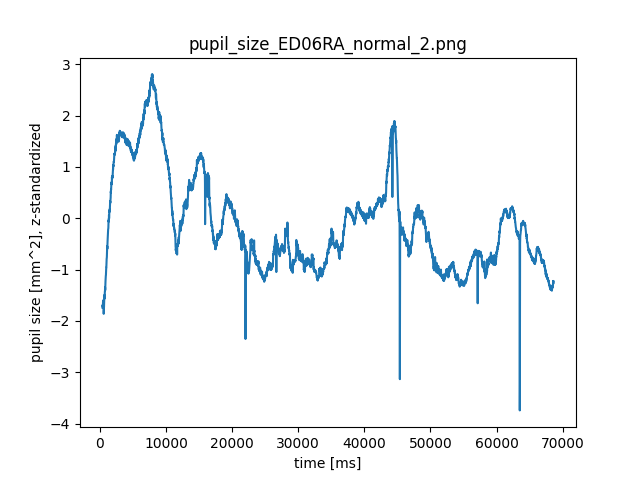 pupil_size_ED06RA_normal_2.png
pupil size [mm^2], z-standardized
3
2
1
0
−1
−2
−3
−4
0 10000 20000 30000 40000 50000 60000 70000
time [ms]